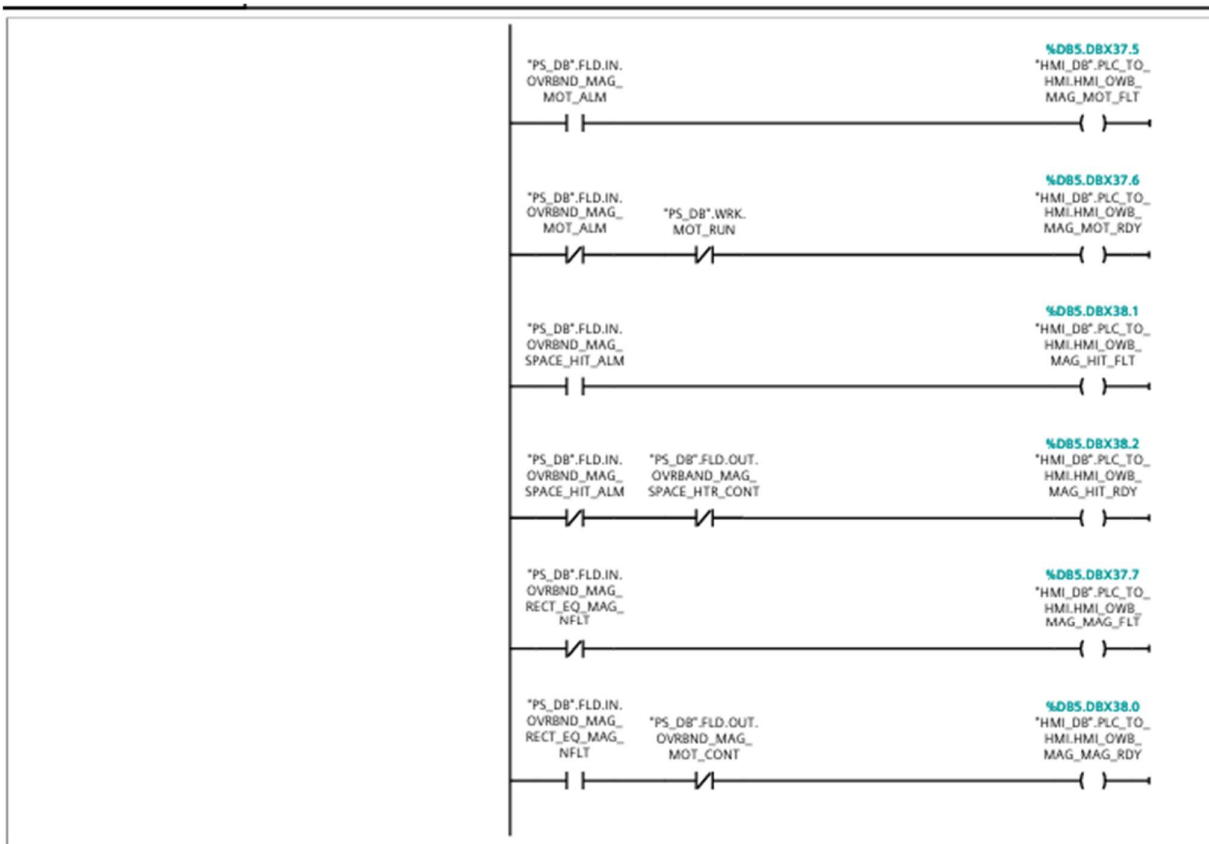 %DB5.DBX37.5
"PS_DB".FLD.IN.
OVRBND_MAG_
MOT_ALM
"HMI_DB".PLC_TO_
HMI.HMI_OWB_
MAG_MOT_FLT
%DB5.DBX37.6
"PS_DB".FLD.IN.
OVRBND_MAG_
MOT_ALM
"PS_DB".WRK.
MOT_RUN
"HMI_DB".PLC_TO_
HMI.HMI_OWB_
MAG_MOT_RDY
%DB5.DBX38.1
"PS_DB".FLD.IN.
OVRBND_MAG_
SPACE_HIT_ALM
"HMI_DB".PLC_TO_
HMI.HMI_OWB_
MAG_HIT_FLT
%DB5.DBX38.2
"PS_DB".FLD.IN.
OVRBND_MAG_
SPACE_HIT_ALM
"PS_DB".FLD.OUT.
OVRBAND_MAG_
SPACE_HTR_CONT
"HMI_DB".PLC_TO_
HMI.HMI_OWB_
MAG_HIT_RDY
%DB5.DBX37.7
"PS_DB".FLD.IN.
OVRBND_MAG_
RECT_EQ_MAG_
NFLT
"HMI_DB".PLC_TO_
HMI.HMI_OWB_
MAG_MAG_FLT
%DB5.DBX38.0
"PS_DB".FLD.IN.
OVRBND_MAG_
RECT_EQ_MAG_
NFLT
"PS_DB".FLD.OUT.
OVRBND_MAG_
MOT_CONT
"HMI_DB".PLC_TO_
HMI.HMI_OWB_
MAG_MAG_RDY